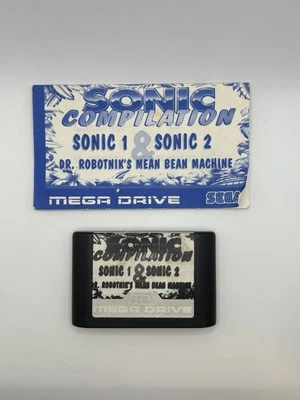 SONIC
COMPILATION
SONIC 1 & SONIC 2
DR. ROBOTNIK'S MEAN BEAN MACHINE
MEGA DRIVE
SEGA
SONIC
COMPILATION
SONIC 1 & SONIC 2
DR. ROBOTNIK'S MEAN BEAN MACHINE
SEGA
MEGA DRIVE